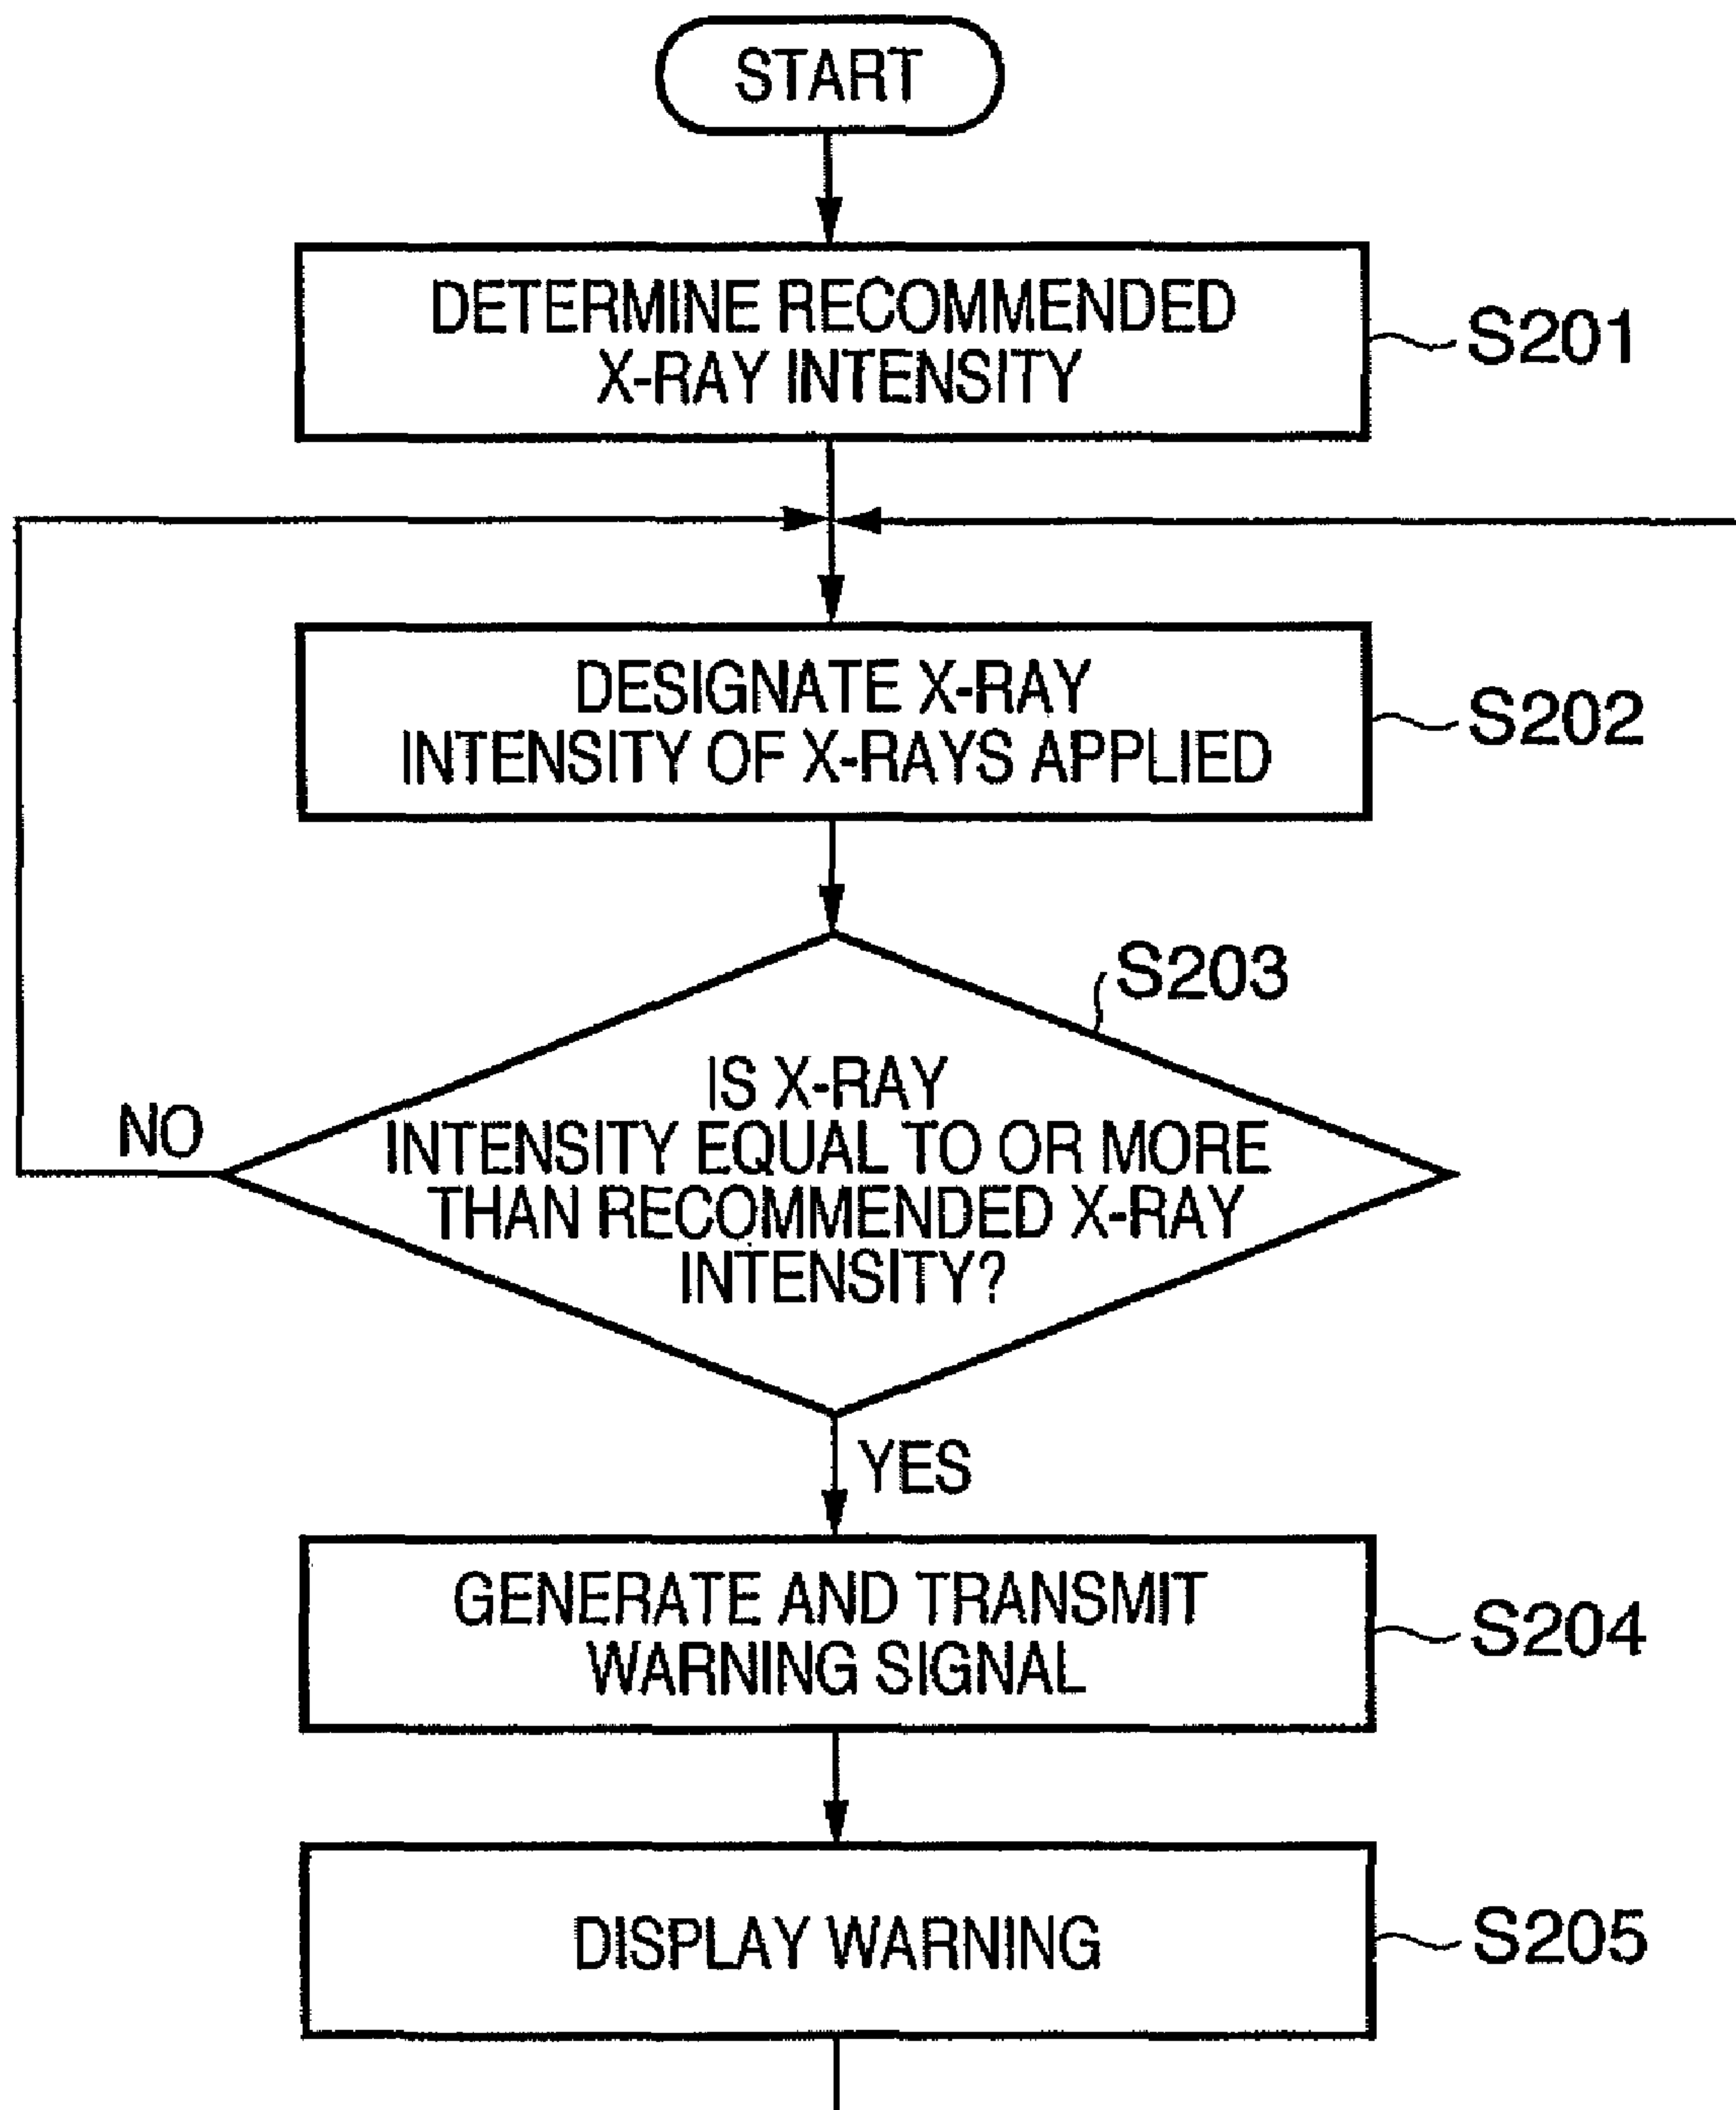 START
DETERMINE RECOMMENDED
X-RAY INTENSITY
S201
DESIGNATE X-RAY
INTENSITY OF X-RAYS APPLIED
S202
S203
IS X-RAY
INTENSITY EQUAL TO OR MORE
THAN RECOMMENDED X-RAY
INTENSITY?
NO
YES
GENERATE AND TRANSMIT
WARNING SIGNAL
S204
DISPLAY WARNING
S205